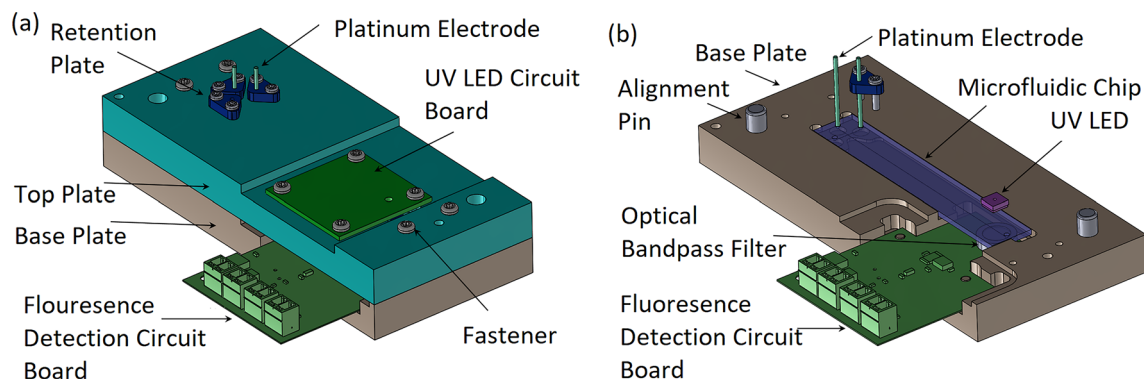 (a)
Retention
Plate
Platinum Electrode
UV LED Circuit
Board
Top Plate
Base Plate
Flouresence
Detection Circuit
Board
Fastener
(b)
Base Plate
Platinum Electrode
Alignment
Pin
Microfluidic Chip
UV LED
Optical
Bandpass Filter
Fluoresence
Detection Circuit
Board